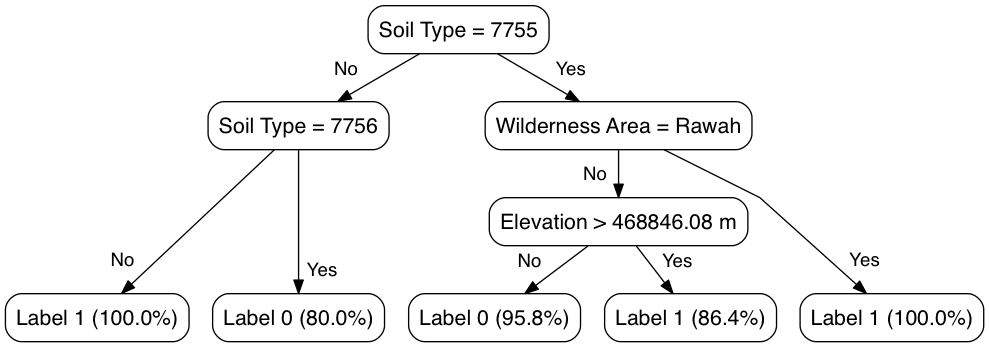 Soil Type = 7755
No
Yes
Soil Type = 7756
Wilderness Area = Rawah
No
Elevation > 468846.08 m
No
Yes
No
Yes
Yes
Label 1 (100.0%)
Label 0 (80.0%)
Label 0 (95.8%)
Label 1 (86.4%)
Label 1 (100.0%)